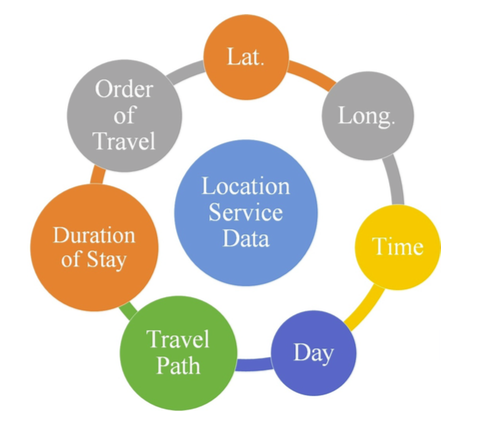 Lat.
Long.
Time
Day
Travel
Path
Duration
of Stay
Order
of
Travel
Location
Service
Data